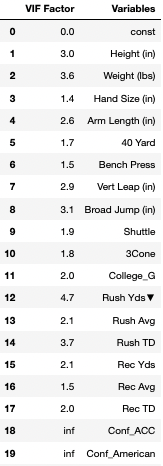 VIF Factor Variables
0 0.0 const
1 3.0 Height (in)
2 3.6 Weight (lbs)
3 1.4 Hand Size (in)
4 2.6 Arm Length (in)
5 1.7 40 Yard
6 1.5 Bench Press
7 2.9 Vert Leap (in)
8 3.1 Broad Jump (in)
9 1.9 Shuttle
10 1.8 3Cone
11 2.0 College_G
12 4.7 Rush Yds▼
13 2.1 Rush Avg
14 3.7 Rush TD
15 2.1 Rec Yds
16 1.5 Rec Avg
17 2.0 Rec TD
18 inf Conf_ACC
19 inf Conf_American